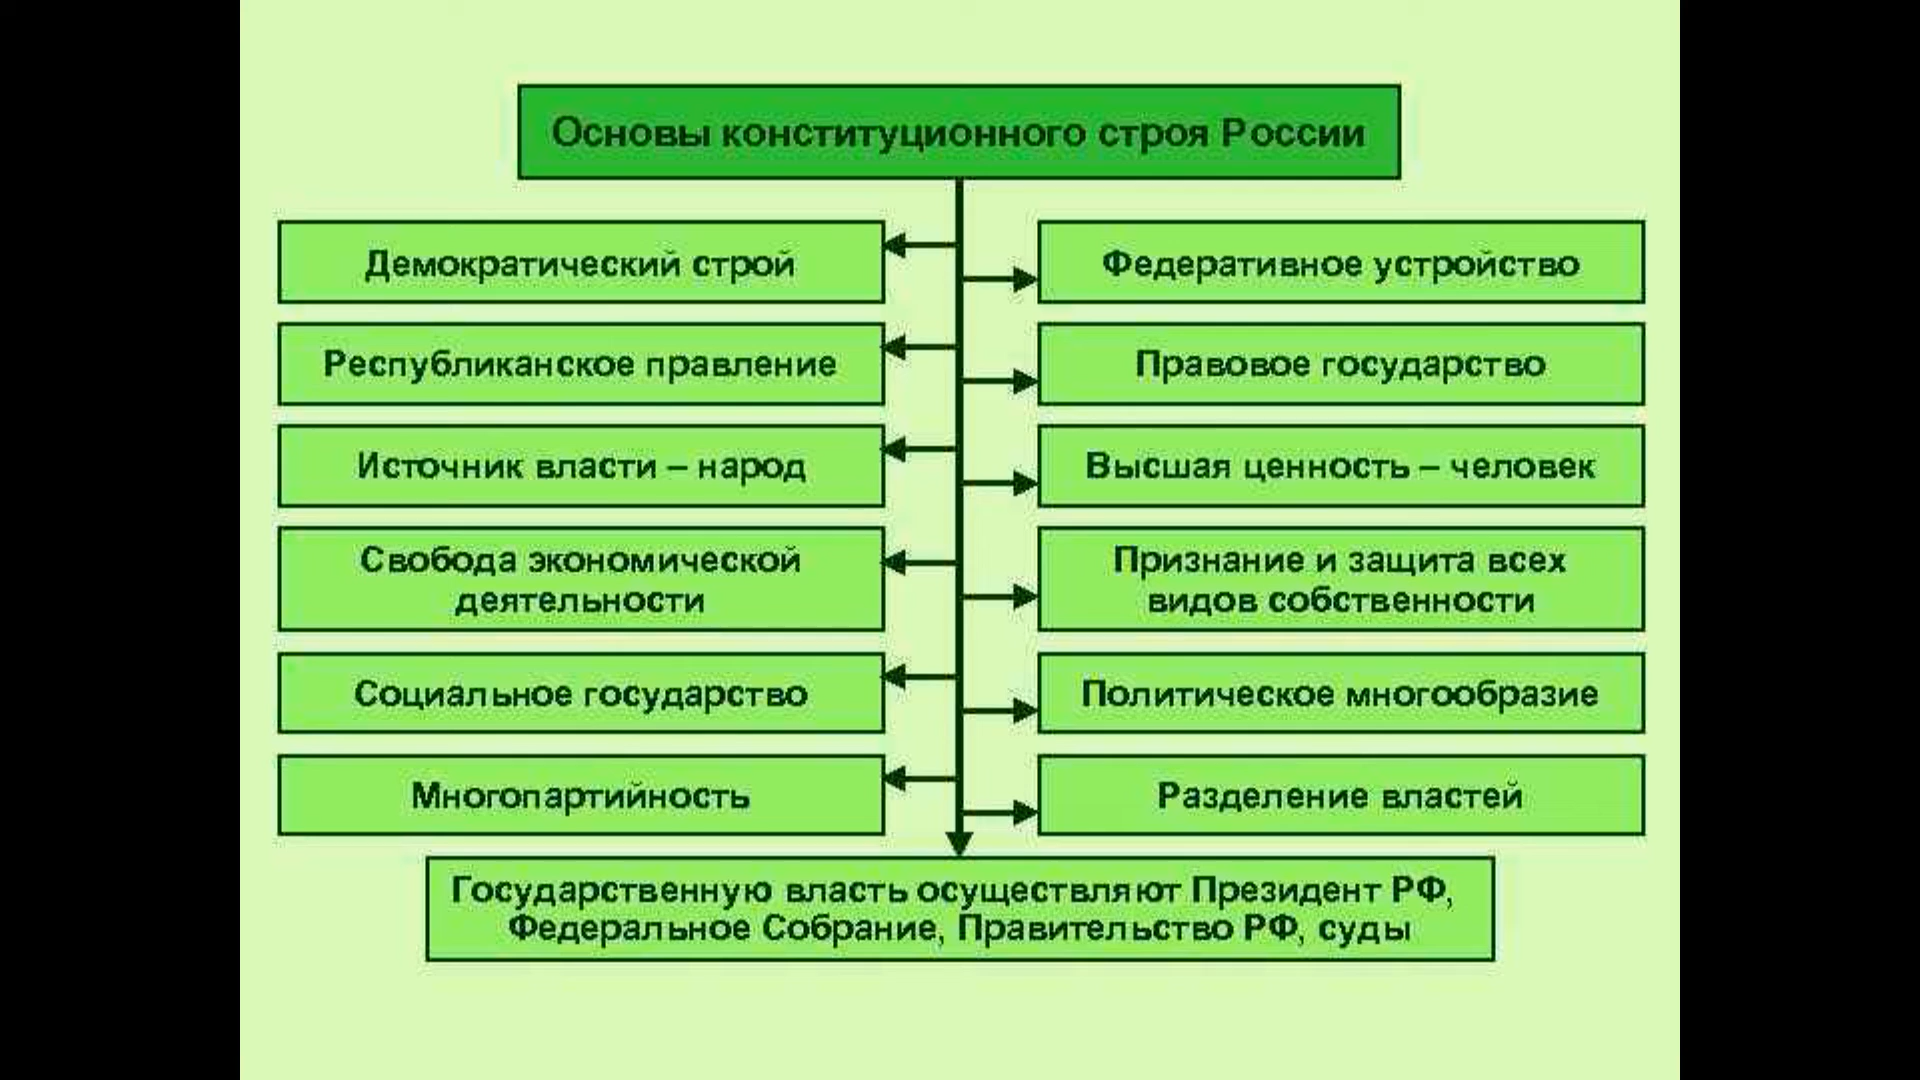 Основы конституционного строя России
Демократический строй
Федеративное устройство
Республиканское правление
Правовое государство
Источник власти – народ
Высшая ценность – человек
Свобода экономической
деятельности
Признание и защита всех
видов собственности
Социальное государство
Политическое многообразие
Многопартийность
Разделение властей
Государственную власть осуществляют Президент РФ,
Федеральное Собрание, Правительство РФ, суды